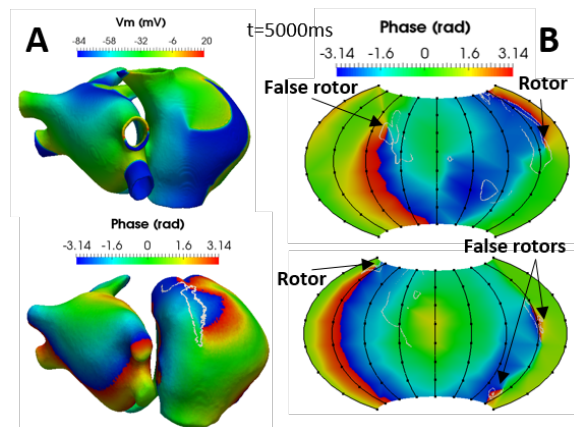 A
Vm (mV)
-84 -58 -32 -6 20
t=5000ms
Phase (rad)
B
-3.14 -1.6 0 1.6 3.14
False rotor
Rotor
Phase (rad)
-3.14 -1.6 0 1.6 3.14
Rotor
False rotors